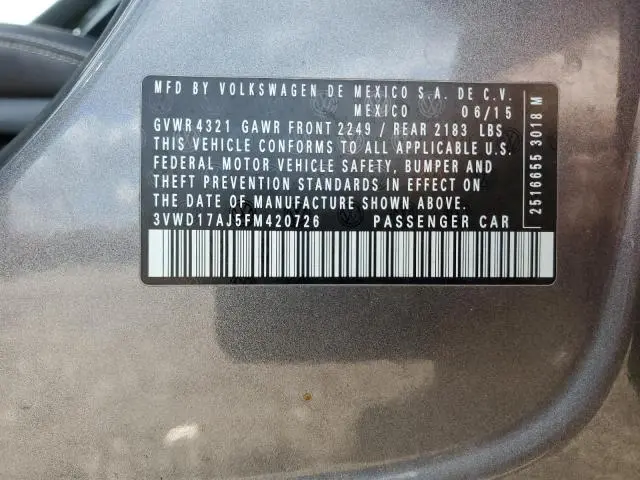 MFD BY VOLKSWAGEN DE MEXICO S.A. DE C.V.
MEXICO 06/15
GVWR 4321 GAWR FRONT 2249 / REAR 2183 LBS
THIS VEHICLE CONFORMS TO ALL APPLICABLE U.S.
FEDERAL MOTOR VEHICLE SAFETY, BUMPER AND
THEFT PREVENTION STANDARDS IN EFFECT ON
THE DATE OF MANUFACTURE SHOWN ABOVE.
3VWD17AJ5FM420726 PASSENGER CAR
2516655 3018 M